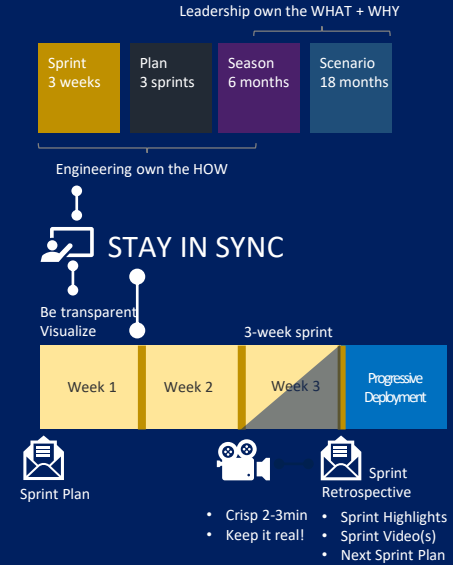 Leadership own the WHAT + WHY
Sprint
3 weeks
Plan
3 sprints
Season
6 months
Scenario
18 months
Engineering own the HOW
STAY IN SYNC
Be transparent
Visualize
3-week sprint
Week 1
Week 2
Week 3
Progressive
Deployment
Sprint Plan
• Crisp 2-3min
• Keep it real!
Sprint
Retrospective
• Sprint Highlights
• Sprint Video(s)
• Next Sprint Plan